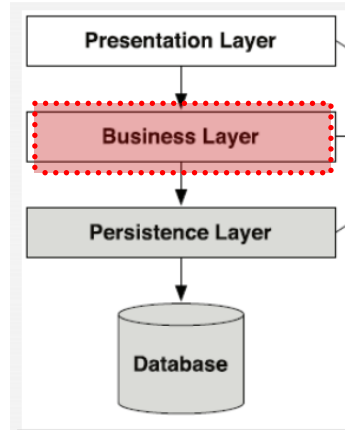 Presentation Layer
Business Layer
Persistence Layer
Database